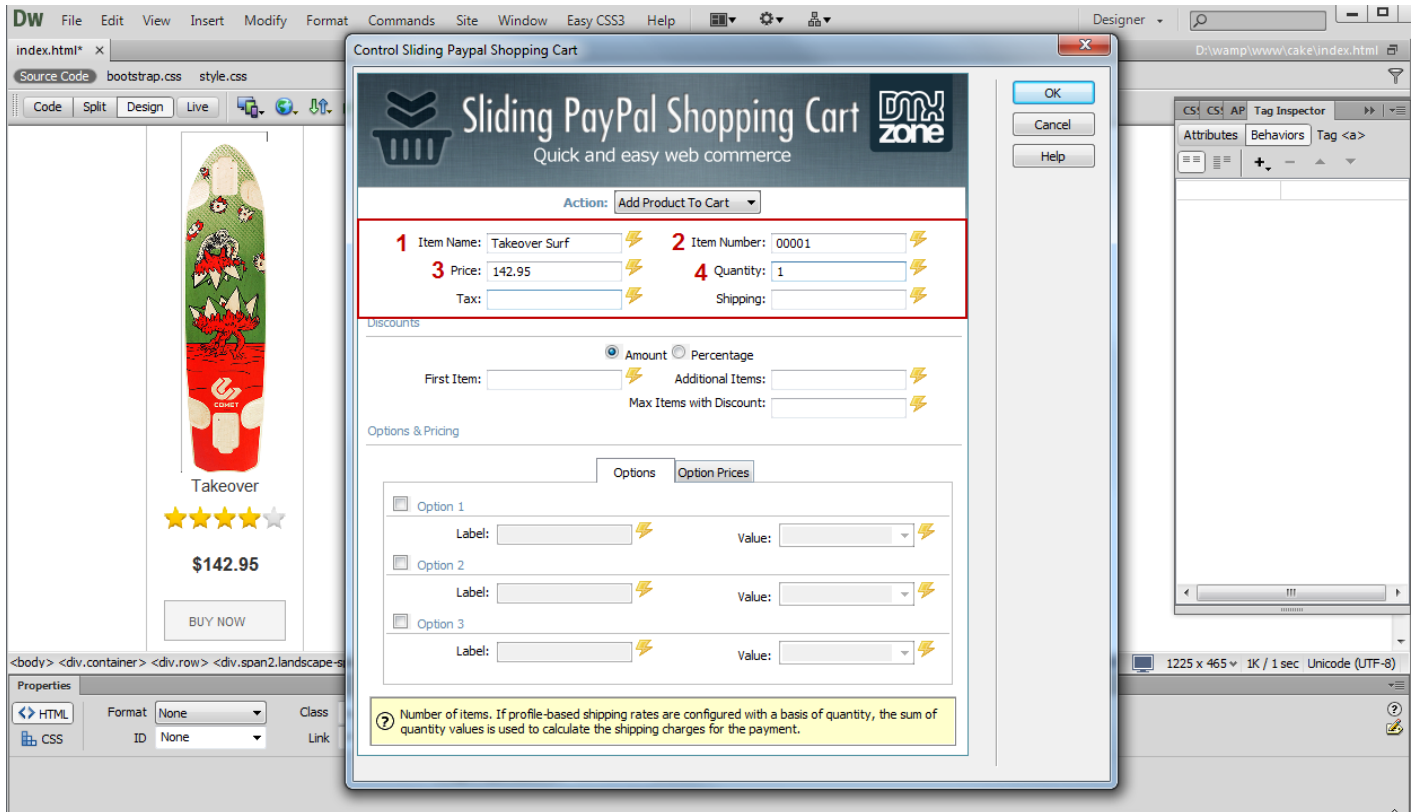 DW File Edit View Insert Modify Format Commands Site Window Easy CSS3 Help Designer
index.html* × D:\wamp\www\cake\index.html
Source Code bootstrap.css style.css
Code Split Design Live
Control Sliding Paypal Shopping Cart
Sliding PayPal Shopping Cart
Quick and easy web commerce
DMX
zone
OK
Cancel
Help
Action: Add Product To Cart
1 Item Name: Takeover Surf 2 Item Number: 00001
3 Price: 142.95 4 Quantity: 1
Tax: Shipping:
Discounts
Amount Percentage
First Item: Additional Items:
Max Items with Discount:
Options & Pricing
Options Option Prices
Option 1
Label: Value:
Option 2
Label: Value:
Option 3
Label: Value:
Number of items. If profile-based shipping rates are configured with a basis of quantity, the sum of
quantity values is used to calculate the shipping charges for the payment.
COMET
Takeover
$142.95
BUY NOW
CS CS AP Tag Inspector
Attributes Behaviors Tag <a>
<body> <div.container> <div.row> <div.span2.landscape-s
1225 x 465 1K / 1 sec Unicode (UTF-8)
Properties
<> HTML Format None Class
CSS ID None Link